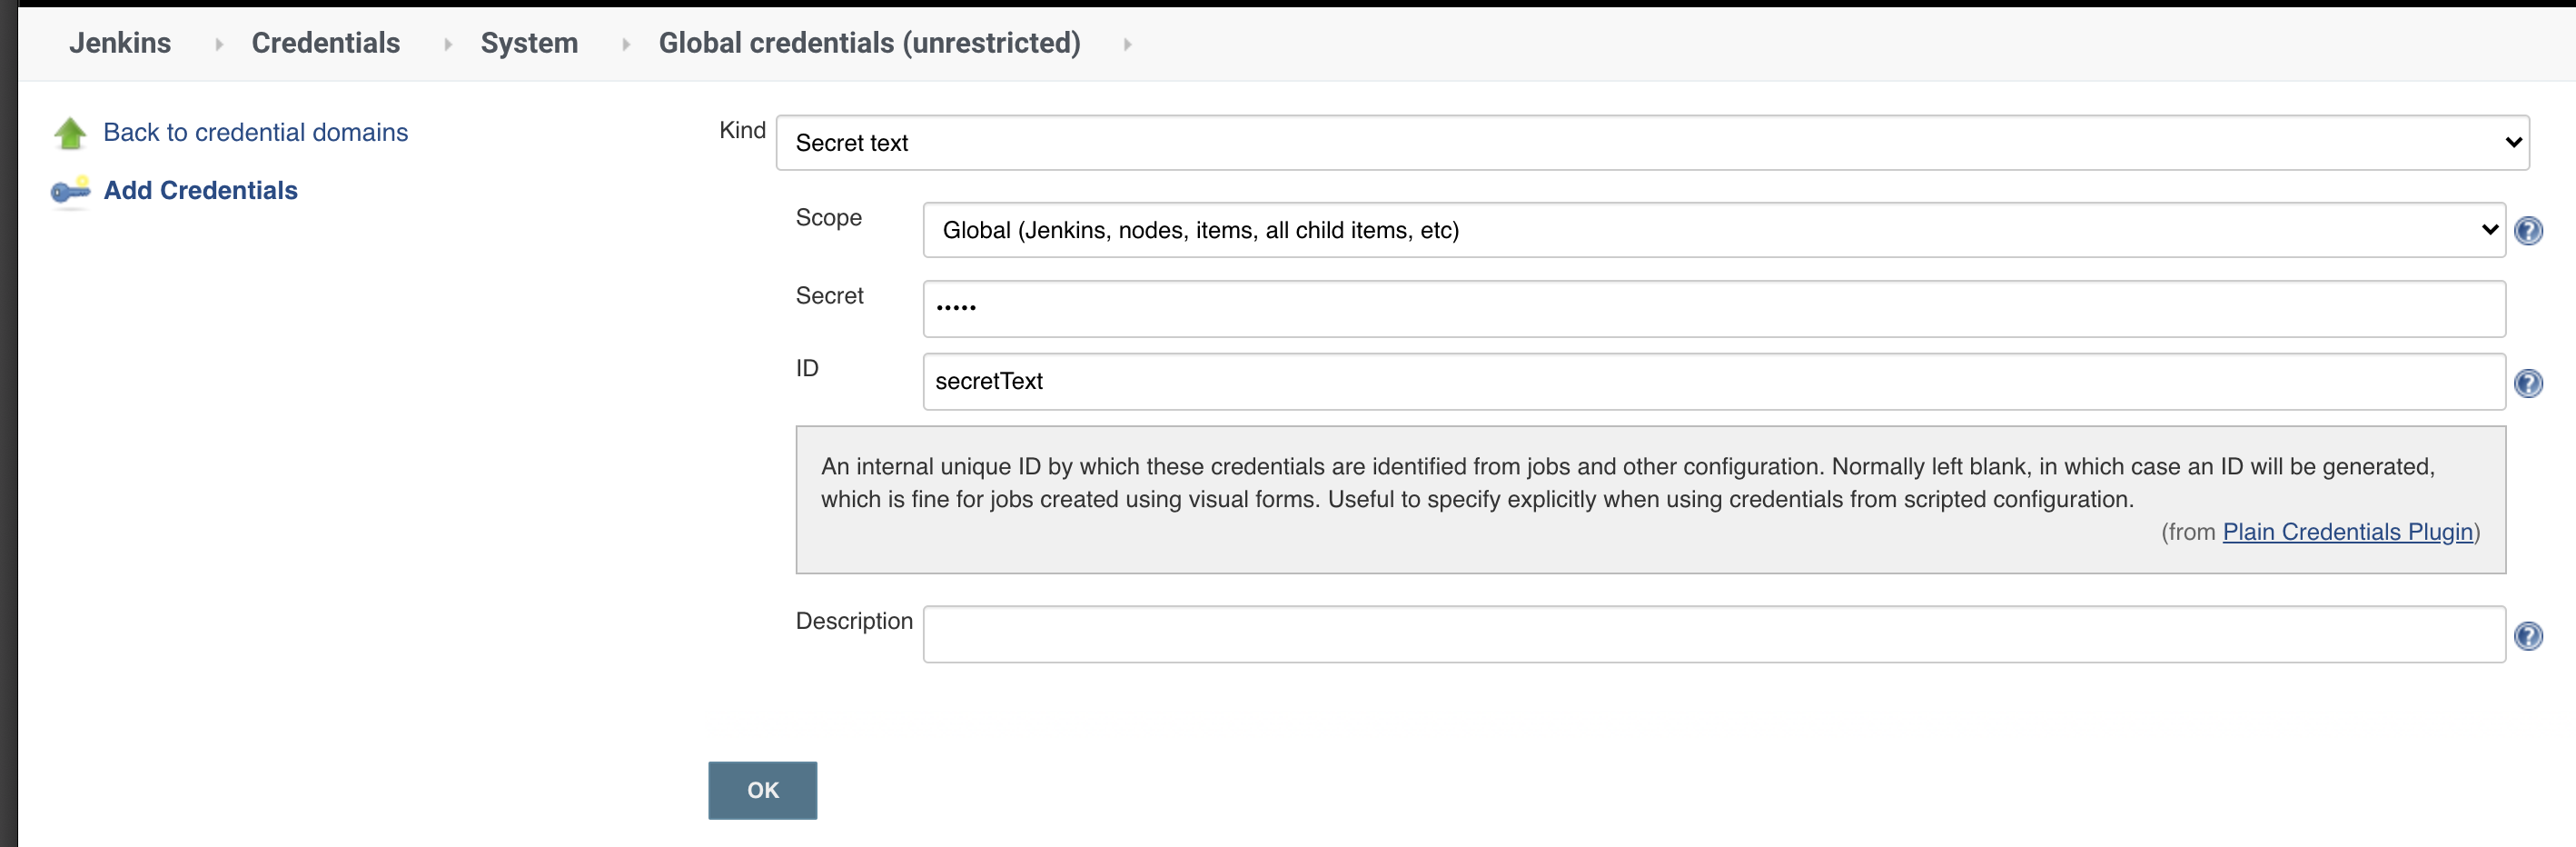 Jenkins Credentials System Global credentials (unrestricted)
Back to credential domains
Add Credentials
Kind Secret text
Scope Global (Jenkins, nodes, items, all child items, etc)
Secret •••••
ID secretText
An internal unique ID by which these credentials are identified from jobs and other configuration. Normally left blank, in which case an ID will be generated,
which is fine for jobs created using visual forms. Useful to specify explicitly when using credentials from scripted configuration.
(from Plain Credentials Plugin)
Description
OK